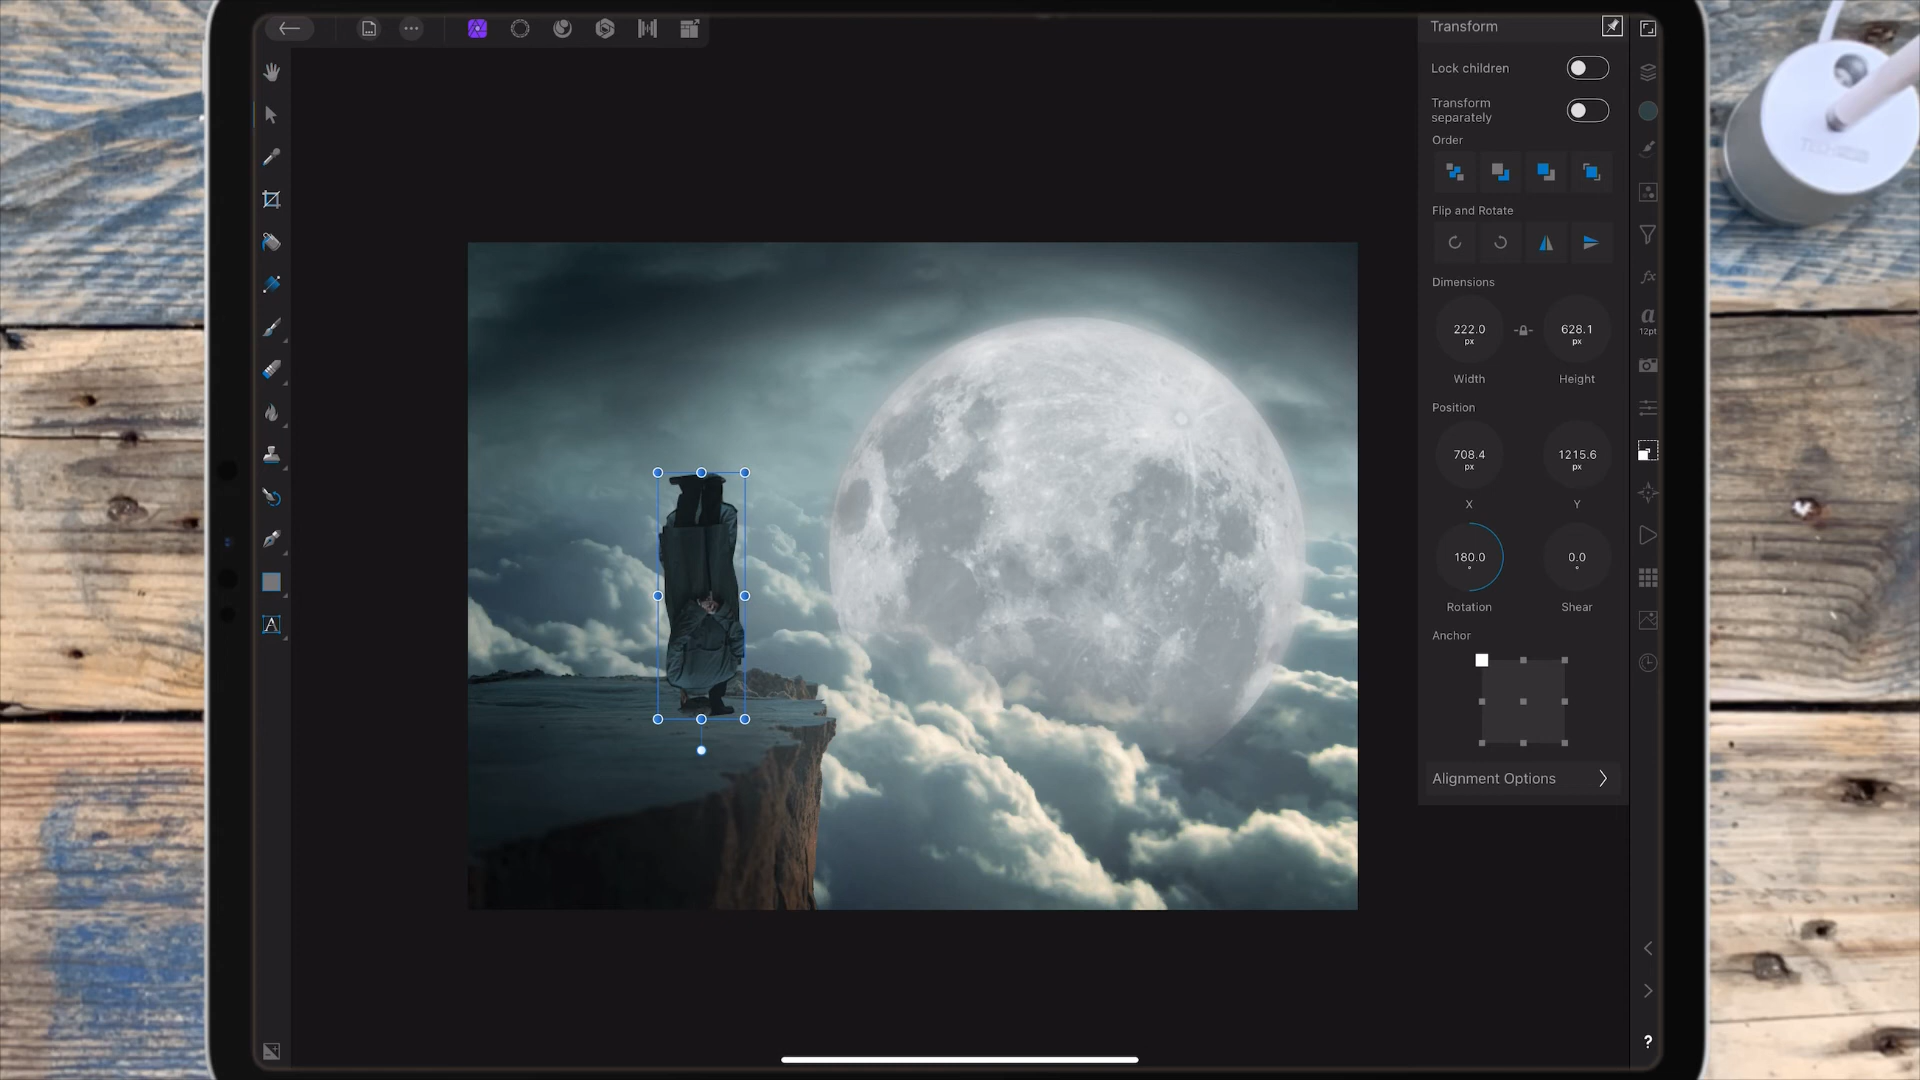 Transform
Lock children
Transform
separately
Order
Flip and Rotate
Dimensions
222.0
px
628.1
px
Width
Height
Position
708.4
px
1215.6
px
X
Y
180.0
°
0.0
°
Rotation
Shear
Anchor
Alignment Options
fx
a
12pt
A
?